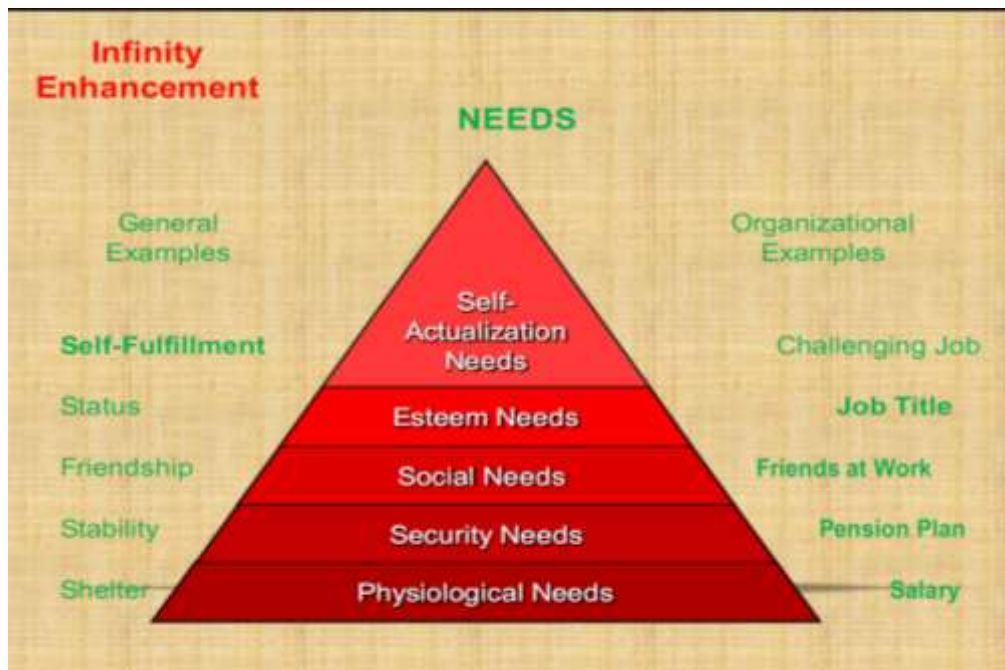 Infinity
Enhancement
NEEDS
General
Examples
Organizational
Examples
Self-
Actualization
Needs
Self-Fulfillment
Challenging Job
Status
Esteem Needs
Job Title
Friendship
Social Needs
Friends at Work
Stability
Security Needs
Pension Plan
Shelter
Physiological Needs
Salary